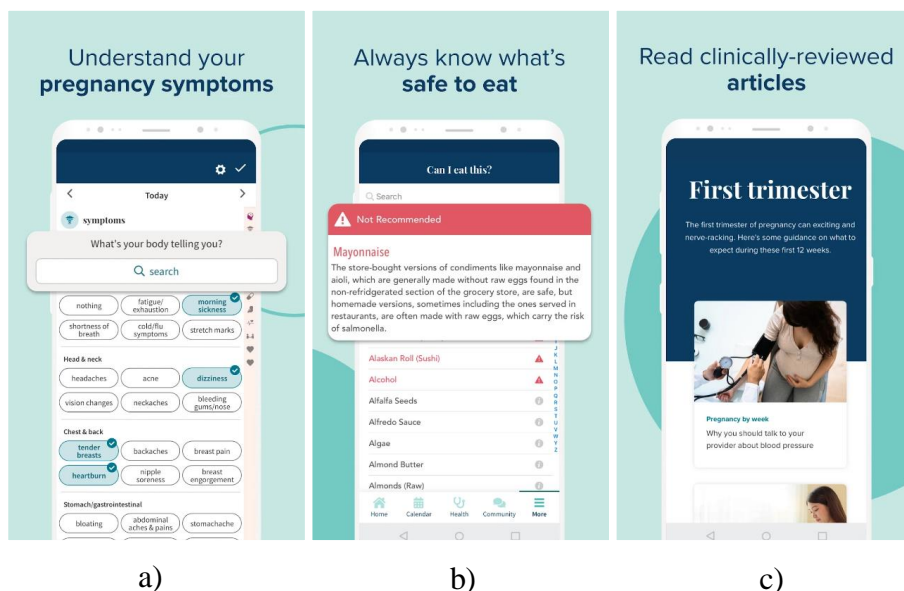 Understand your
pregnancy symptoms
Today
symptoms
What's your body telling you?
search
nothing
fatigue/
exhaustion
morning
sickness
shortness of
breath
cold/flu
symptoms
stretch marks
Head & neck
headaches
acne
dizziness
vision changes
neckaches
bleeding
gums/nose
Chest & back
tender
breasts
backaches
breast pain
heartburn
nipple
soreness
breast
engorgement
Stomach/gastrointestinal
bloating
abdominal
aches & pains
stomachache
a)
Always know what's
safe to eat
Can I eat this?
Search
Not Recommended
Mayonnaise
The store-bought versions of condiments like mayonnaise and
aioli, which are generally made without raw eggs found in the
non-refridgerated section of the grocery store, are safe, but
homemade versions, sometimes including the ones served in
restaurants, are often made with raw eggs, which carry the risk
of salmonella.
Alaskan Roll (Sushi)
Alcohol
Alfalfa Seeds
Alfredo Sauce
Algae
Almond Butter
Almonds (Raw)
J
K
L
M
N
O
P
Q
R
S
T
U
V
W
Y
Z
Home
Calendar
Health
Community
More
b)
Read clinically-reviewed
articles
First trimester
The first trimester of pregnancy can exciting and
nerve-racking. Here's some guidance on what to
expect during these first 12 weeks.
Pregnancy by week
Why you should talk to your
provider about blood pressure
c)